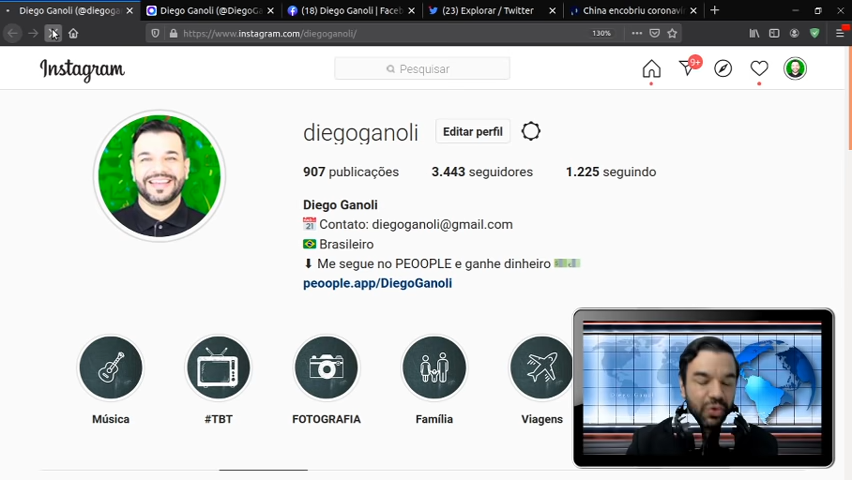 Diego Ganoli (@diegoga
Diego Ganoli (@DiegoGa
(18) Diego Ganoli | Faceb
(23) Explorar / Twitter
China encobriu coronavi
https://www.instagram.com/diegoganoli/
130%
Instagram
Pesquisar
9+
diegoganoli
Editar perfil
907 publicações
3.443 seguidores
1.225 seguindo
Diego Ganoli
Contato: diegoganoli@gmail.com
Brasileiro
Me segue no PEOOPLE e ganhe dinheiro
peoople.app/DiegoGanoli
Música
#TBT
FOTOGRAFIA
Família
Viagens